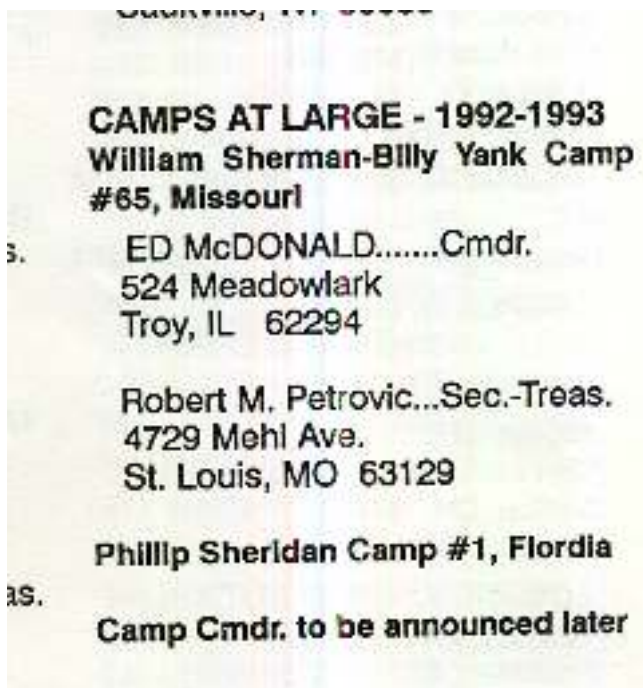 CAMPS AT LARGE - 1992-1993
William Sherman-Billy Yank Camp
#65, Missouri
s. ED McDONALD.......Cmdr.
524 Meadowlark
Troy, IL 62294
Robert M. Petrovic...Sec.-Treas.
4729 Mehl Ave.
St. Louis, MO 63129
Phillip Sheridan Camp #1, Flordia
as.
Camp Cmdr. to be announced later